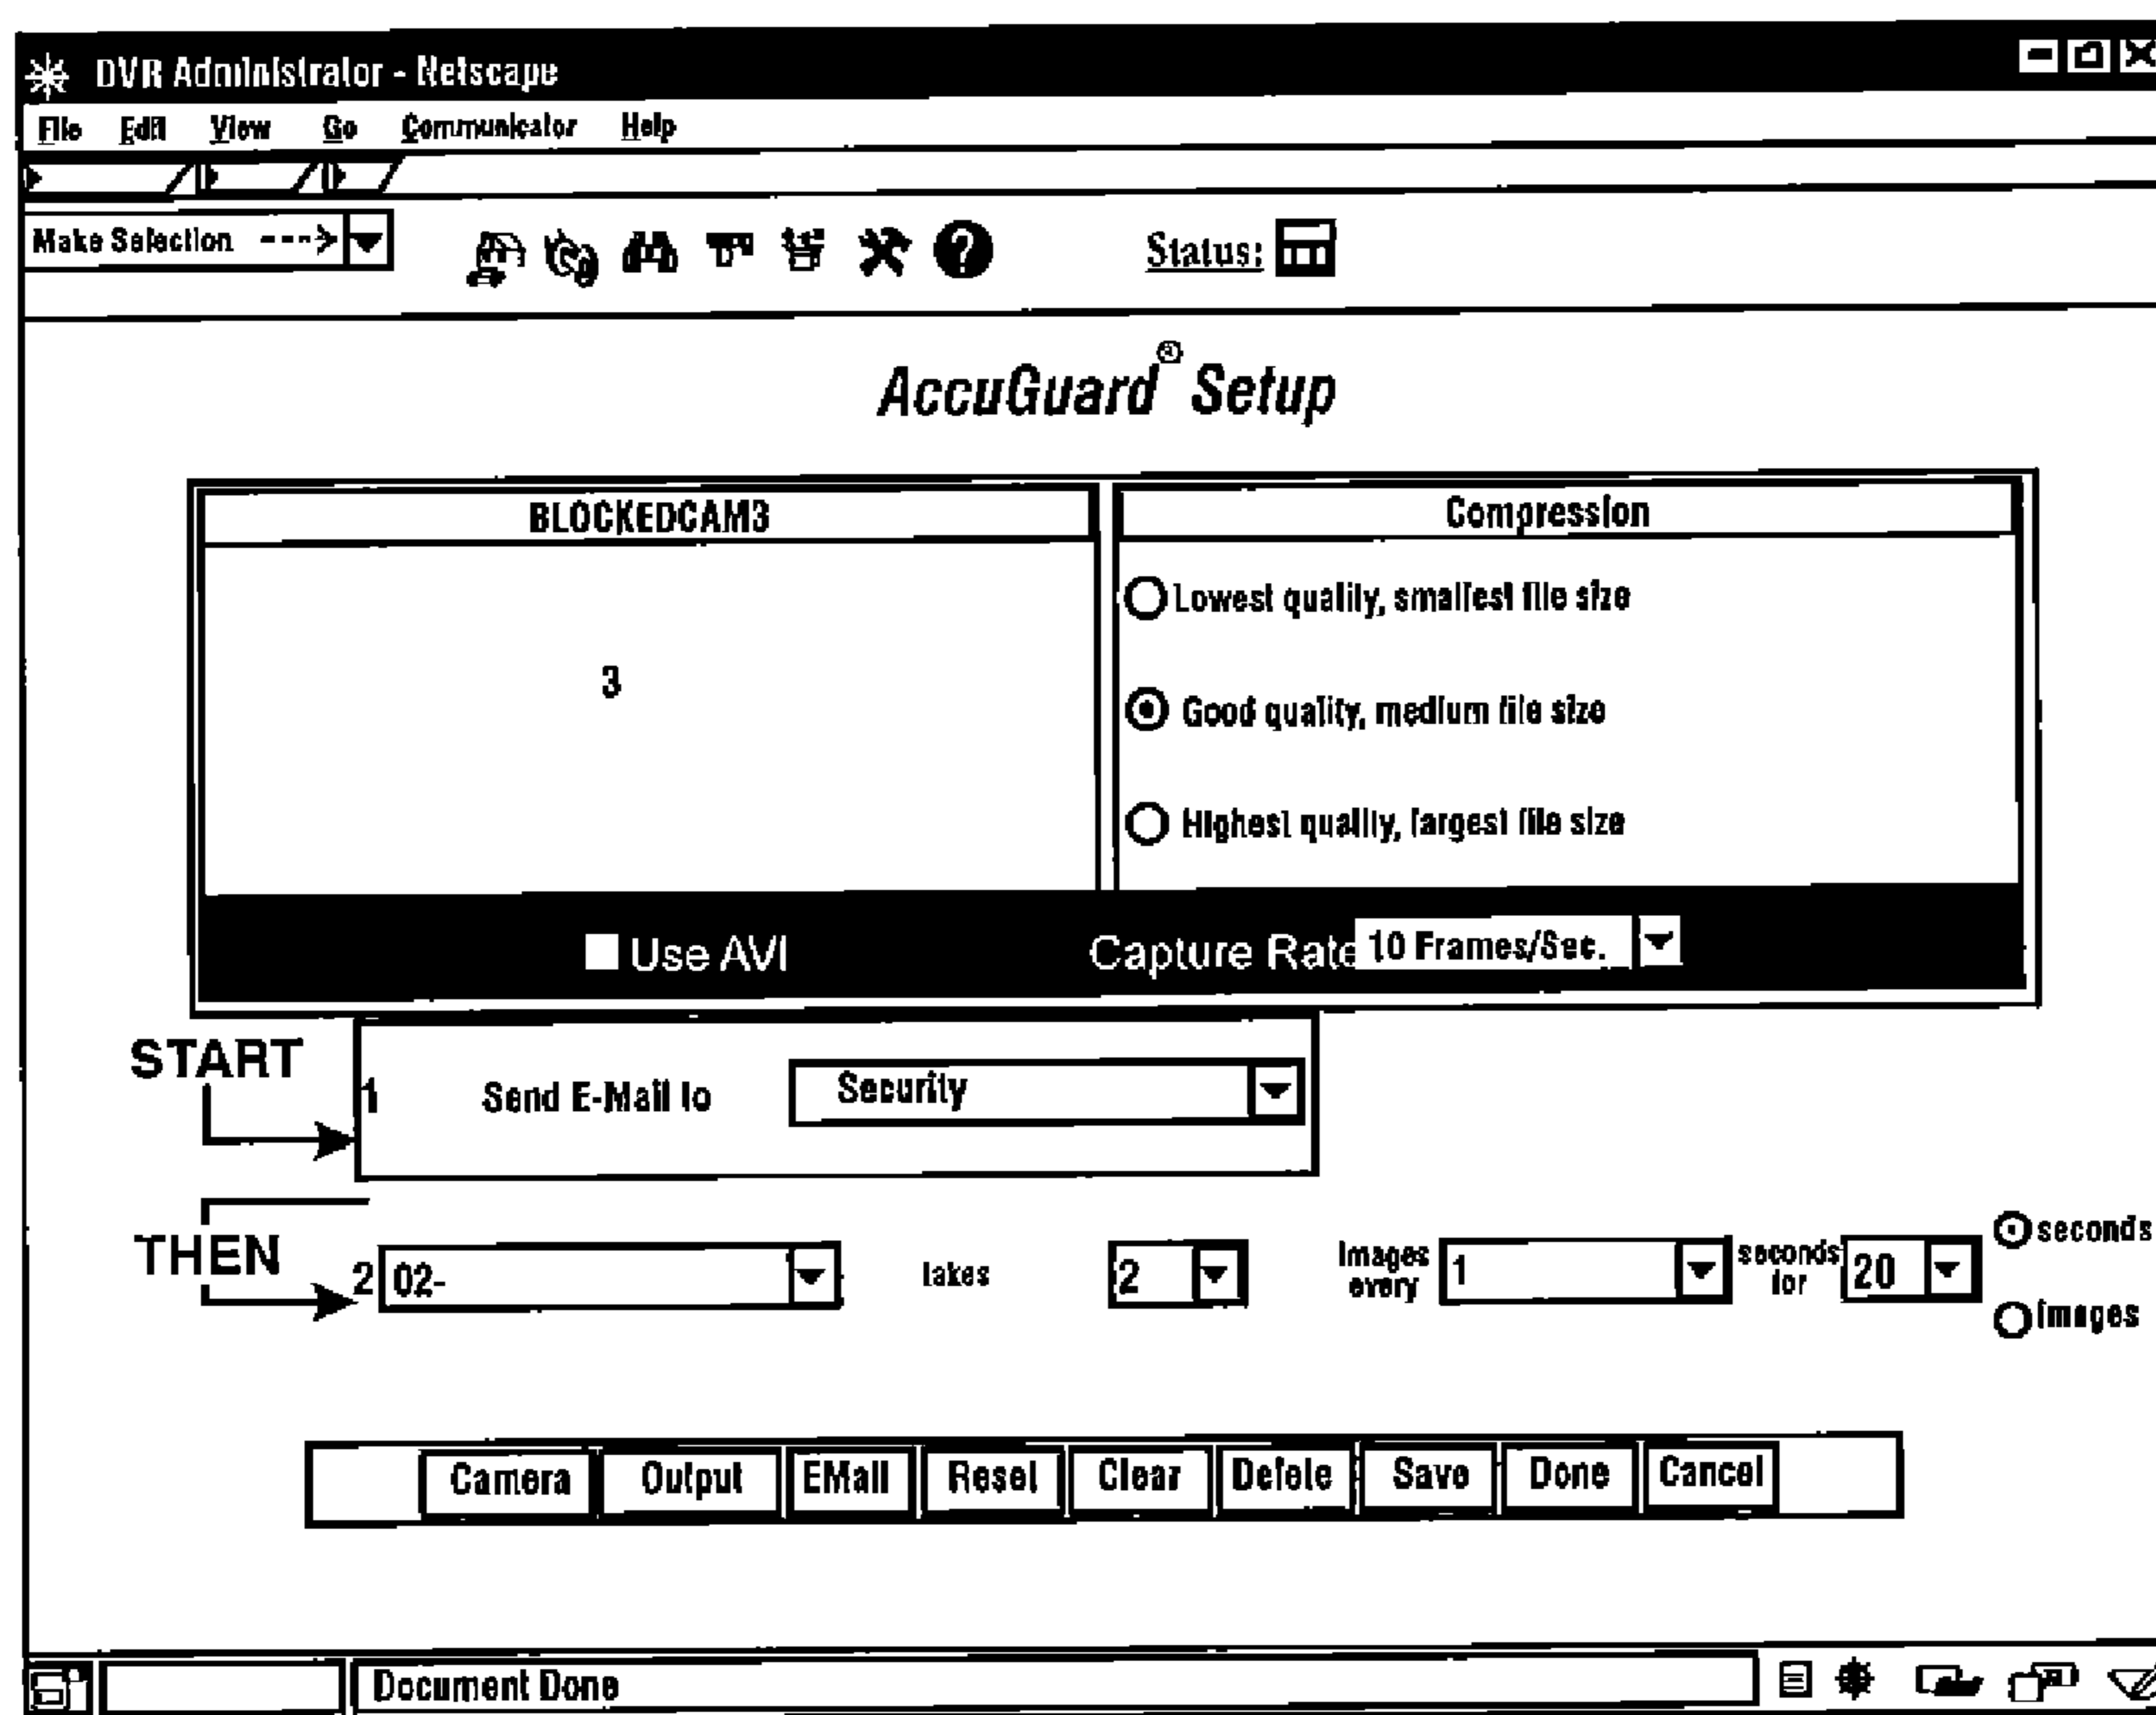 DVR Administrator - Netscape
File Edit View Go Communicator Help
Make Selection --->
Status:
AccuGuard® Setup
BLOCKEDCAM3 Compression
Lowest quality, smallest file size
3
Good quality, medium file size
Highest quality, largest file size
Use AVI Capture Rate 10 Frames/Sec.
START
1 Send E-Mail to Security
THEN
2 02- takes 2 Images every 1 seconds for 20 seconds
images
Camera Output EMail Reset Clear Delete Save Done Cancel
Document Done